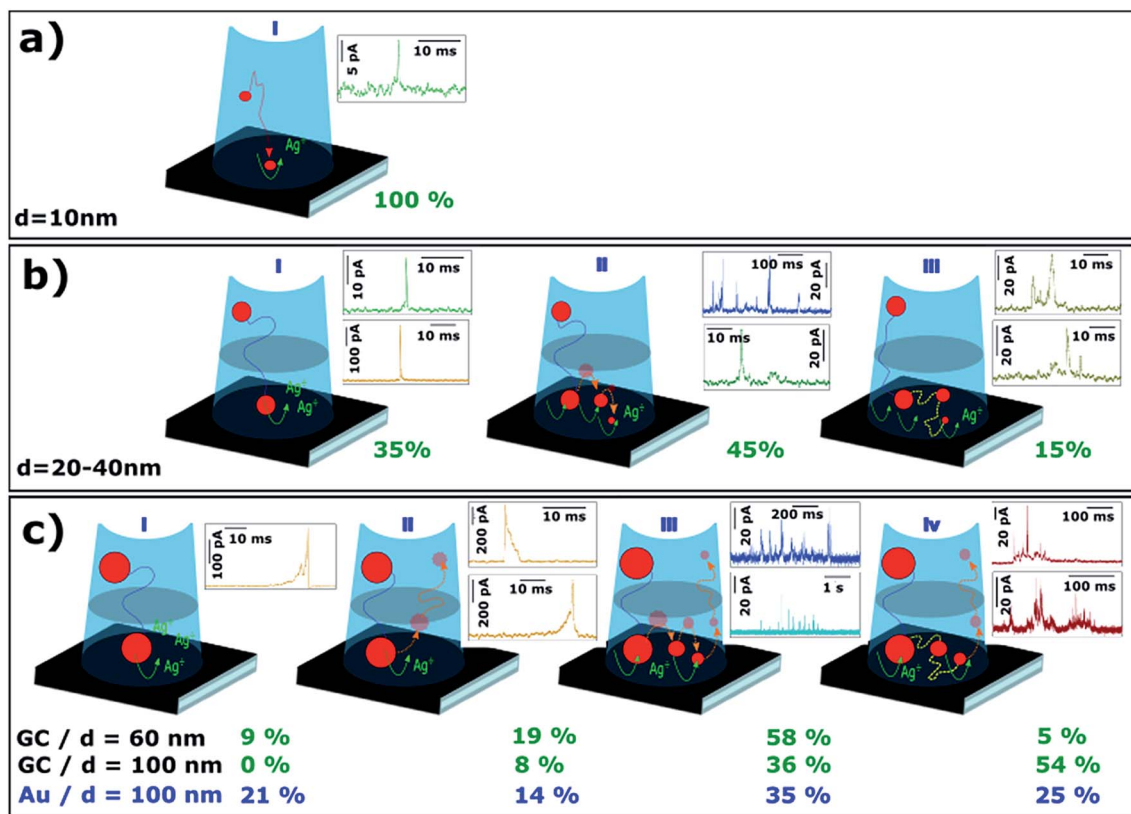 a)
I
5 pA
10 ms
Ag+
100 %
d=10nm
b)
I
10 pA
10 ms
100 pA
10 ms
Ag+
Ag+
35%
II
100 ms
20 pA
10 ms
20 pA
Ag+
45%
III
20 pA
10 ms
20 pA
10 ms
Ag+
15%
d=20-40nm
c)
I
10 ms
100 pA
Ag+
Ag+
Ag+
II
200 pA
10 ms
200 pA
10 ms
Ag+
III
20 pA
200 ms
20 pA
1 s
Ag+
Iv
20 pA
100 ms
20 pA
100 ms
Ag+
GC / d = 60 nm 9 % 19 % 58 % 5 %
GC / d = 100 nm 0 % 8 % 36 % 54 %
Au / d = 100 nm 21 % 14 % 35 % 25 %